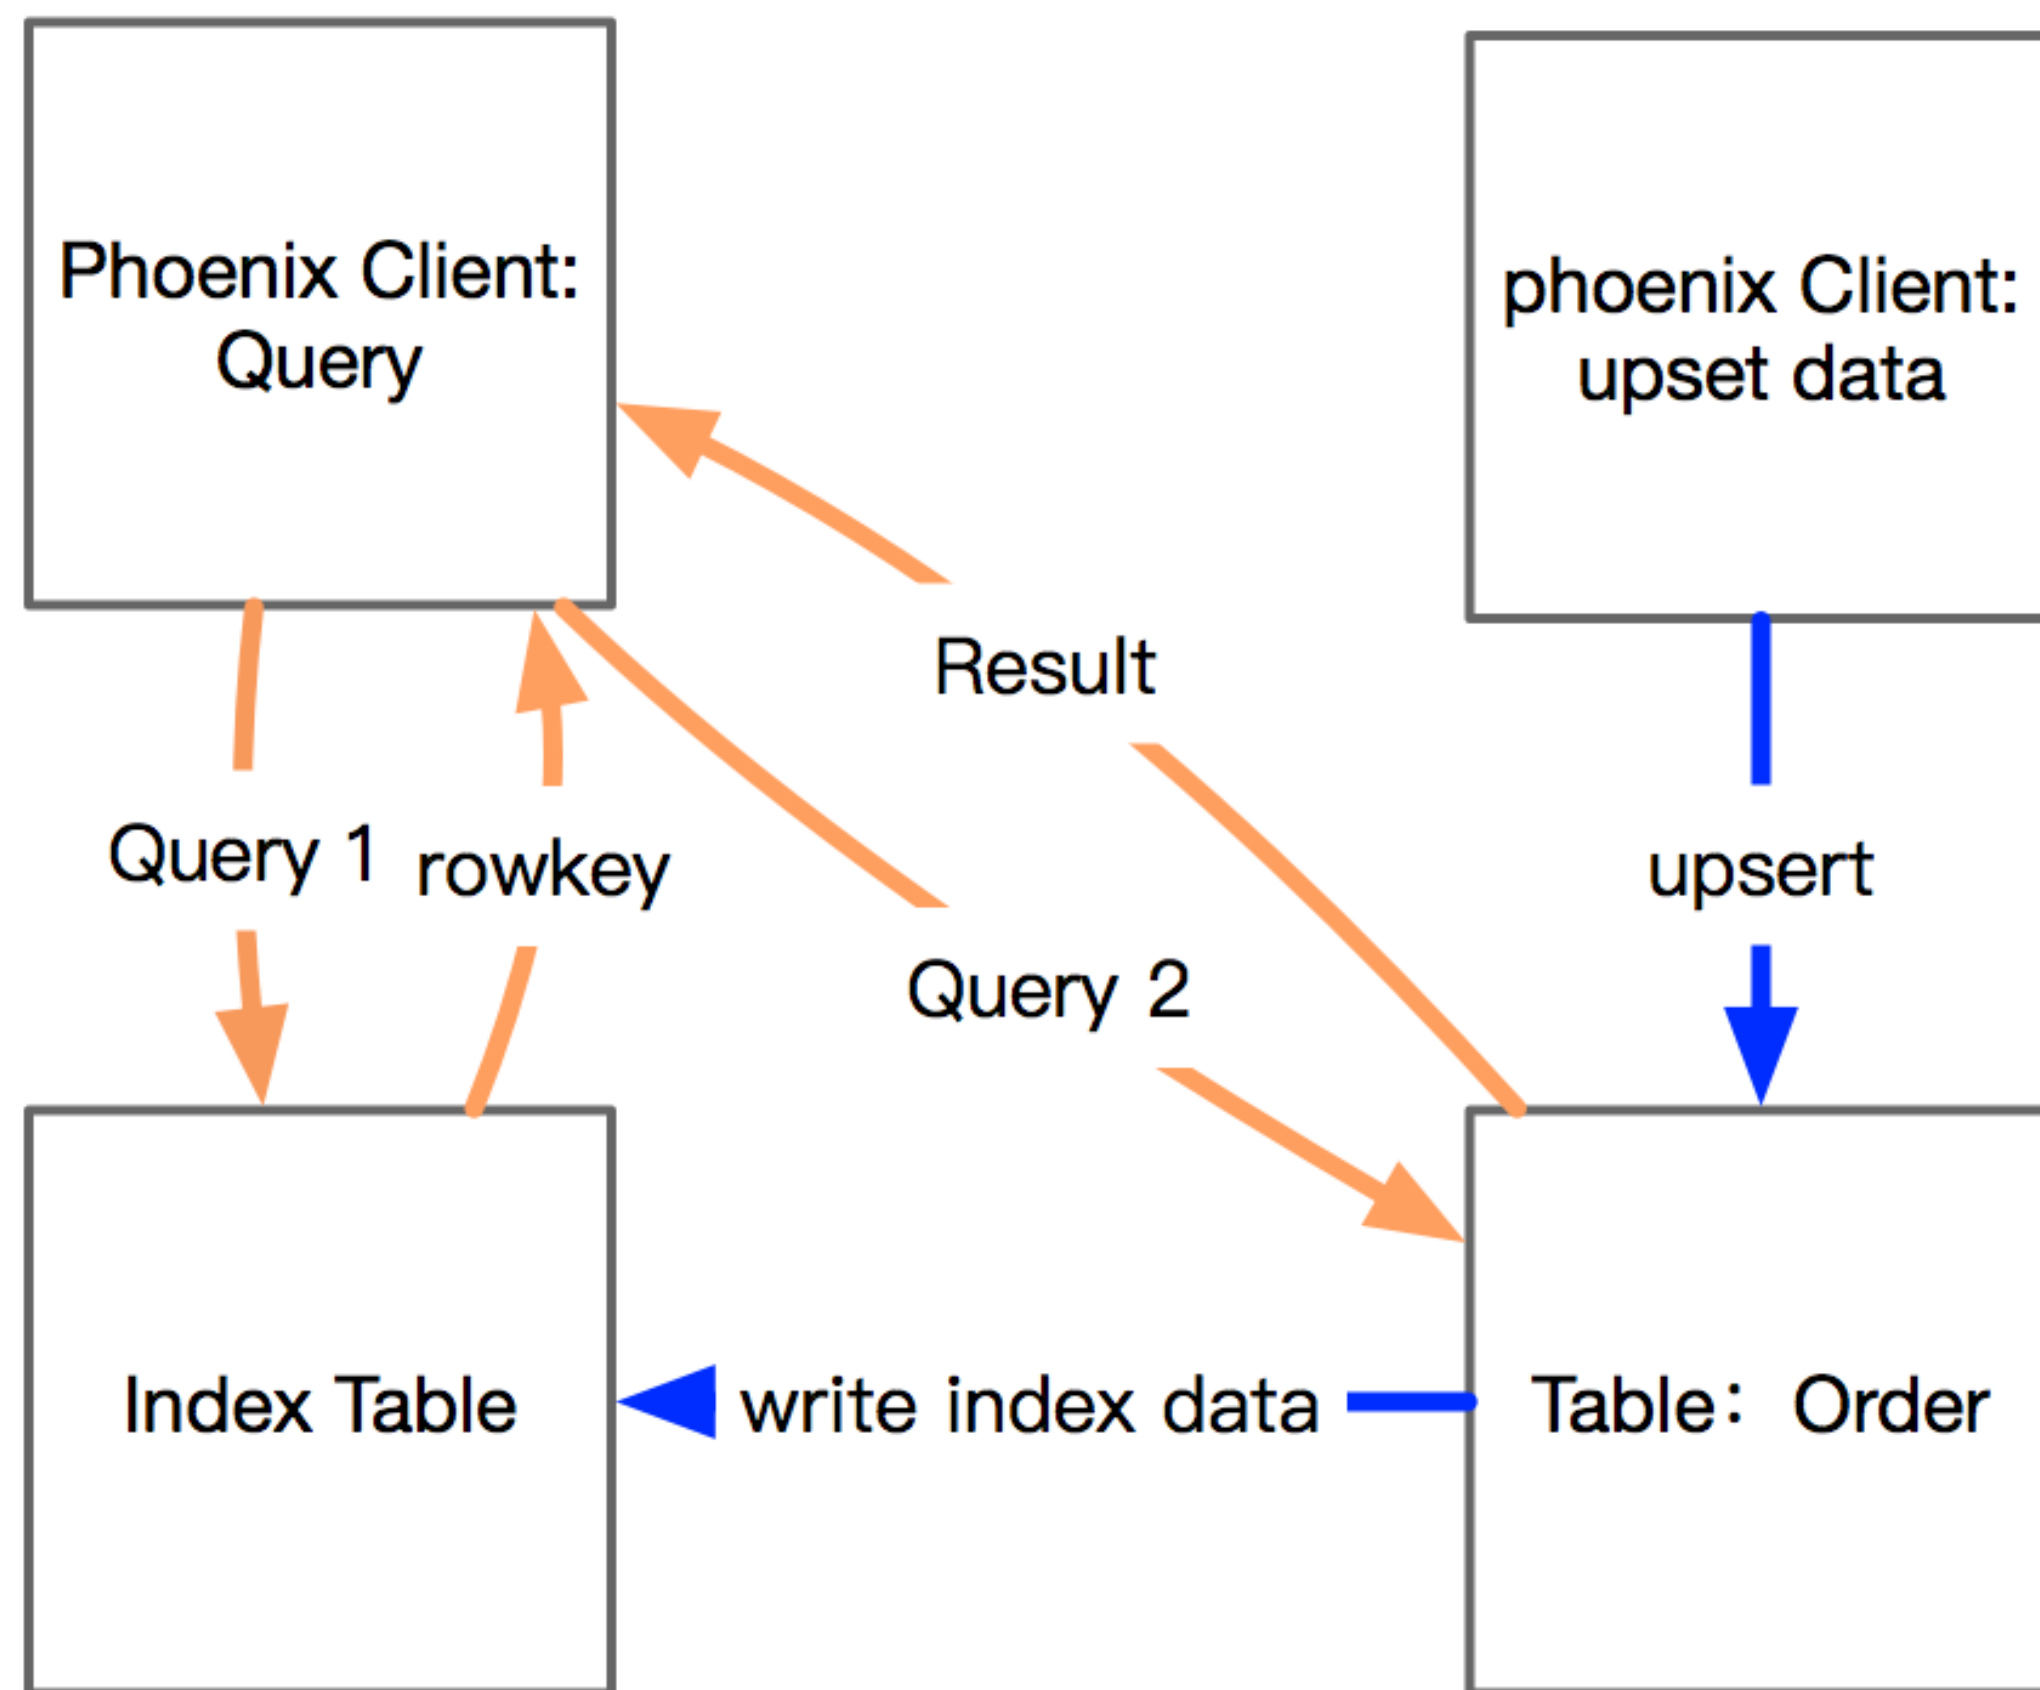 Phoenix Client:
Query
phoenix Client:
upset data
Result
Query 1
rowkey
upsert
Query 2
Index Table
write index data
Table：Order